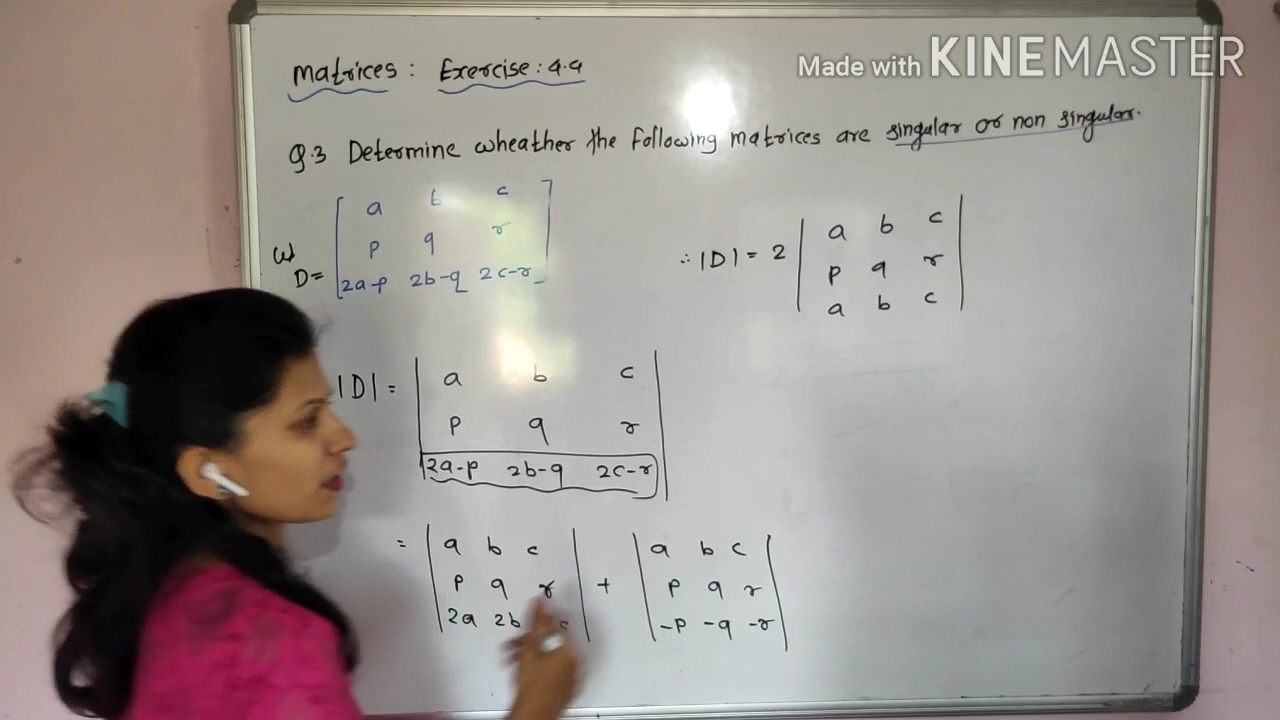 Made with KINEMASTER
Matrices : Exercise : 4.4
Q.3 Determine wheather the following matrices are singular or non singular.
a b c
p q r
D = 2a-p 2b-q 2c-r
∴ |D| = 2
a b c
p q r
a b c
|D| =
a b c
p q r
2a-p 2b-q 2c-r
= a b c + a b c
p q r p q r
2a 2b c -p -q -r